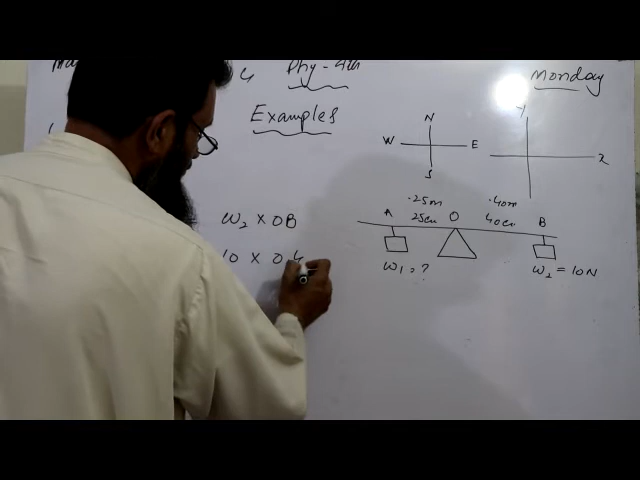 Phy - 4th
Monday
Examples
N
W E
S
Y
X
W₂ × OB
10 × 0.4
.25m .40m
A 25cm O 40cm B
W₁ = ?
W₂ = 10N